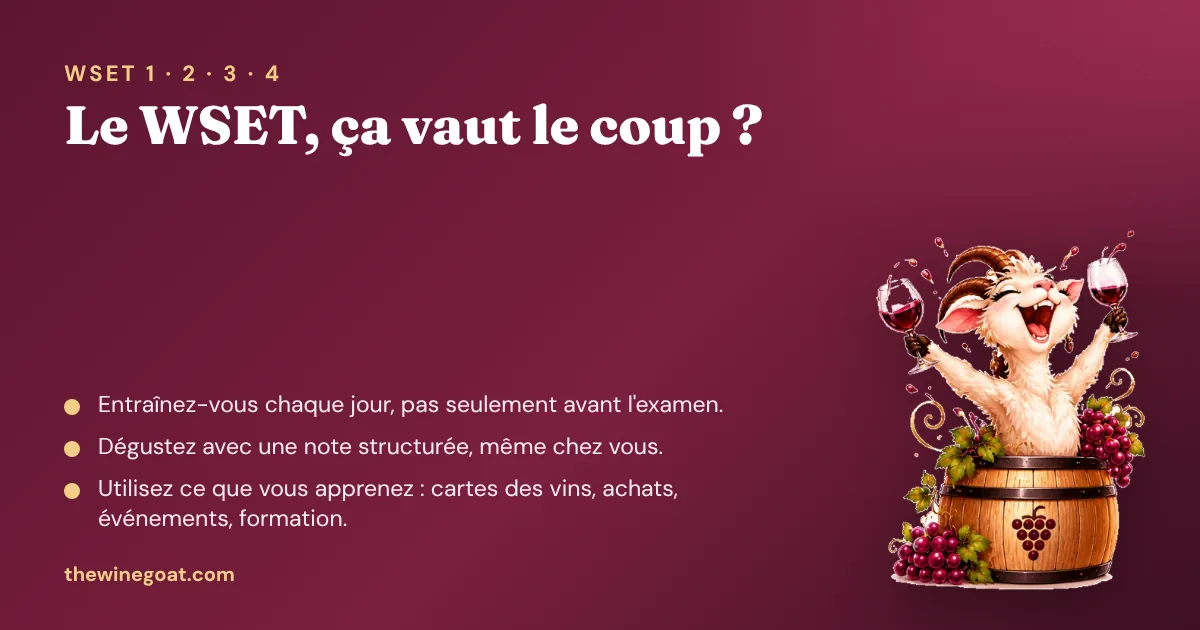 WSET 1 · 2 · 3 · 4
Le WSET, ça vaut le coup ?
Entraînez-vous chaque jour, pas seulement avant l'examen.
Dégustez avec une note structurée, même chez vous.
Utilisez ce que vous apprenez : cartes des vins, achats,
événements, formation.
thewinegoat.com